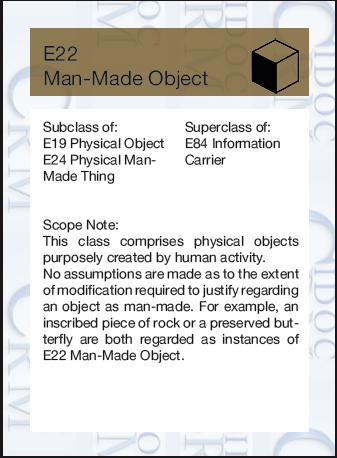 E22
Man-Made Object
Subclass of:
E19 Physical Object
E24 Physical Man-
Made Thing
Superclass of:
E84 Information
Carrier
Scope Note:
This class comprises physical objects
purposely created by human activity.
No assumptions are made as to the extent
of modification required to justify regarding
an object as man-made. For example, an
inscribed piece of rock or a preserved but-
terfly are both regarded as instances of
E22 Man-Made Object.